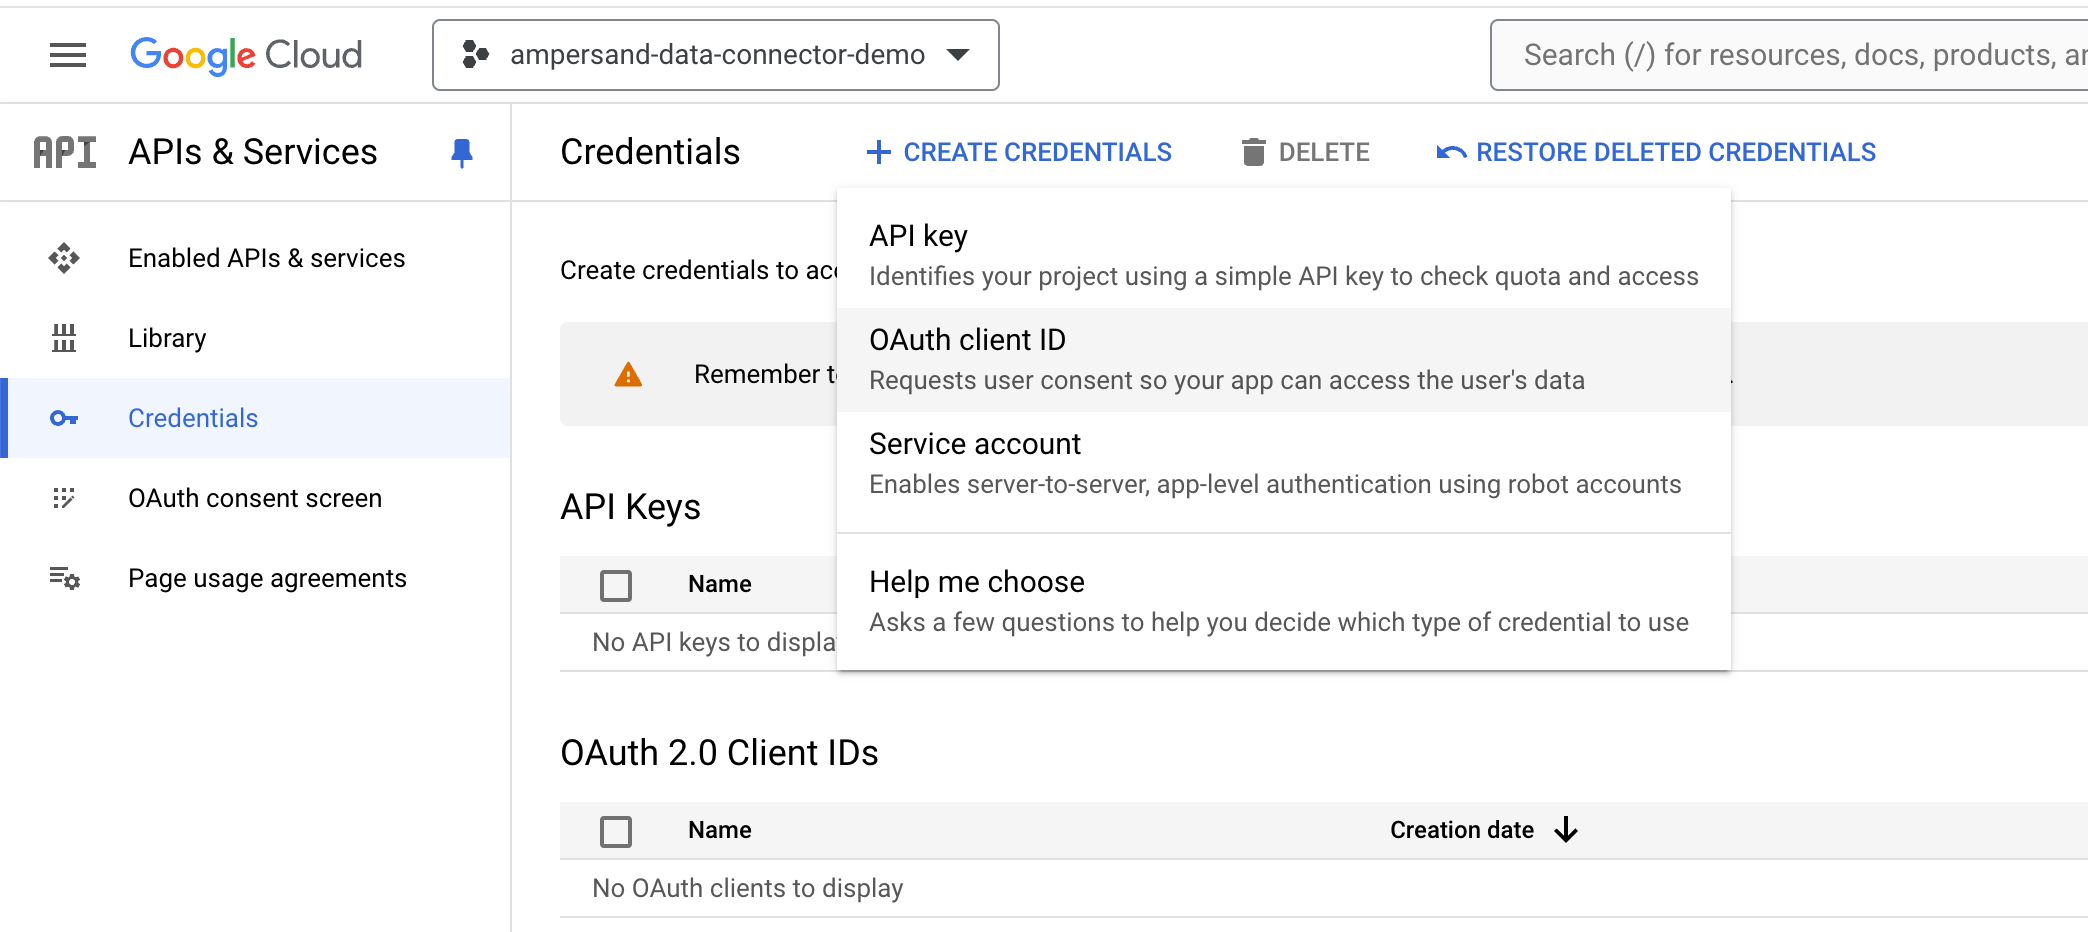 Google Cloud
ampersand-data-connector-demo
Search (/) for resources, docs, products, an
API APIs & Services
Credentials
CREATE CREDENTIALS
DELETE
RESTORE DELETED CREDENTIALS
Enabled APIs & services
Library
Credentials
OAuth consent screen
Page usage agreements
Create credentials to acc
Remember to
API key
Identifies your project using a simple API key to check quota and access
OAuth client ID
Requests user consent so your app can access the user's data
Service account
Enables server-to-server, app-level authentication using robot accounts
Help me choose
Asks a few questions to help you decide which type of credential to use
API Keys
Name
No API keys to display
OAuth 2.0 Client IDs
Name Creation date
No OAuth clients to display